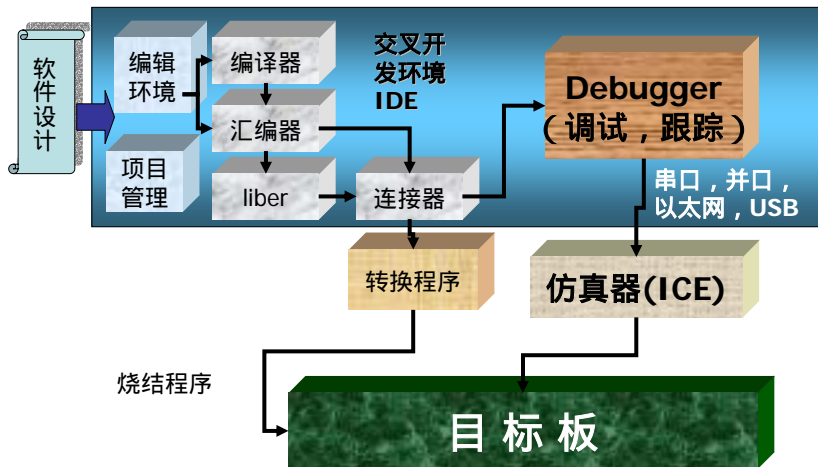 软件设计
编辑
环境
编译器
交叉开
发环境
IDE
汇编器
项目
管理
liber
连接器
Debugger
（调试，跟踪）
串口，并口，
以太网，USB
转换程序
仿真器(ICE)
烧结程序
目标板